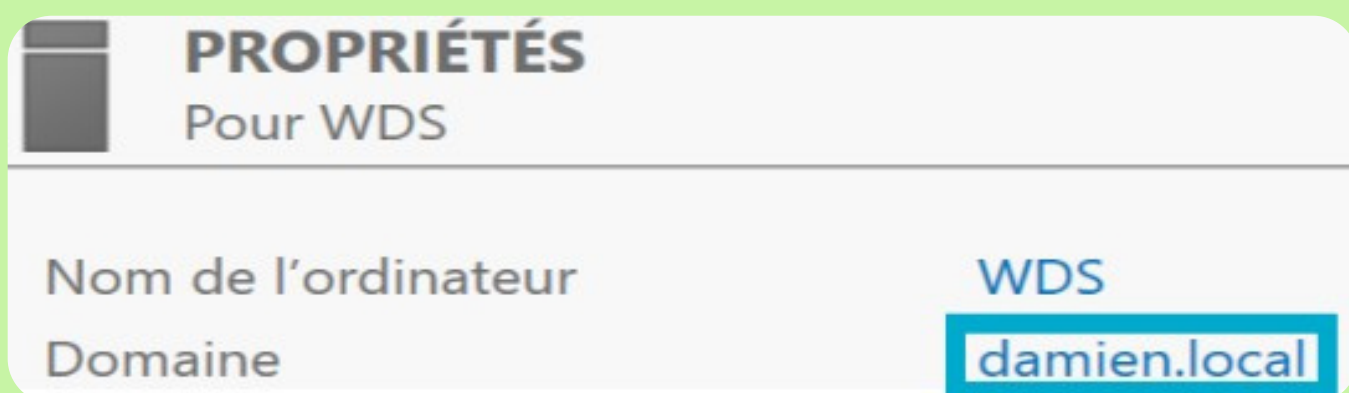 PROPRIÉTÉS
Pour WDS
Nom de l’ordinateur WDS
Domaine damien.local